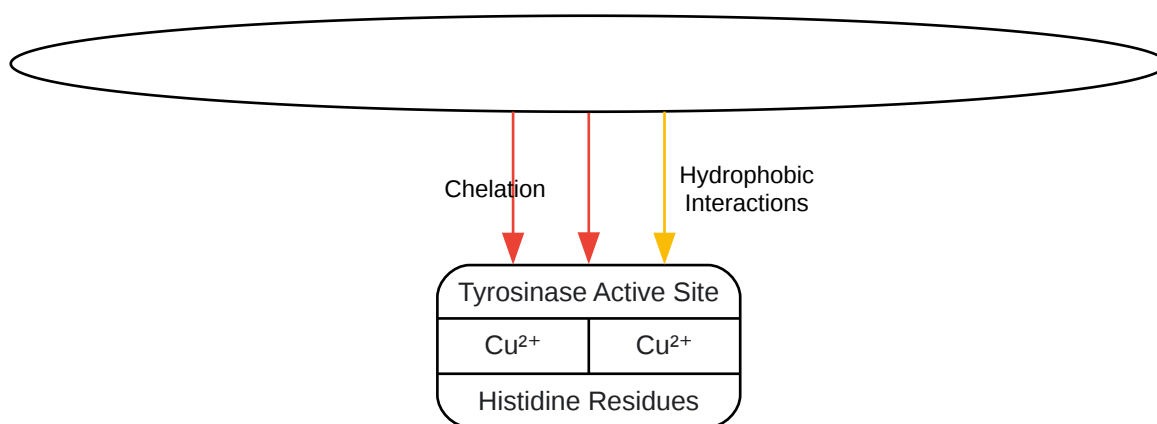 Chelation
Hydrophobic
Interactions
Tyrosinase Active Site
Cu²⁺
Cu²⁺
Histidine Residues